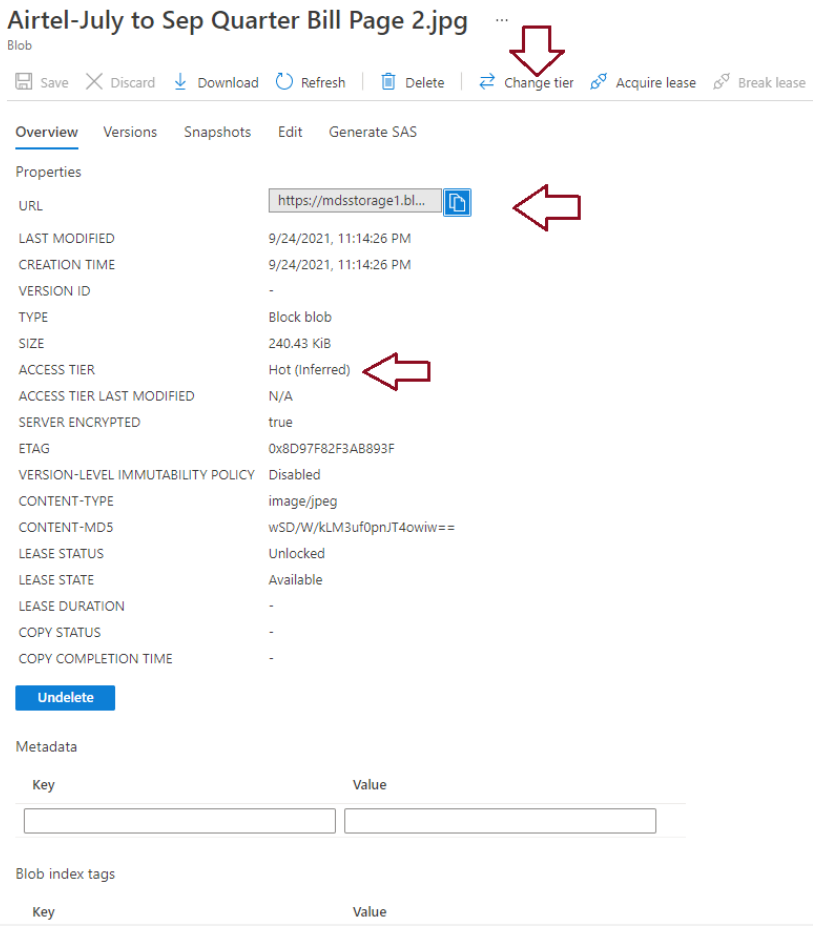 Airtel-July to Sep Quarter Bill Page 2.jpg ...
Blob
Save Discard Download Refresh Delete Change tier Acquire lease Break lease
Overview Versions Snapshots Edit Generate SAS
Properties
URL https://mdsstorage1.bl...
LAST MODIFIED 9/24/2021, 11:14:26 PM
CREATION TIME 9/24/2021, 11:14:26 PM
VERSION ID -
TYPE Block blob
SIZE 240.43 KiB
ACCESS TIER Hot (Inferred)
ACCESS TIER LAST MODIFIED N/A
SERVER ENCRYPTED true
ETAG 0x8D97F82F3AB893F
VERSION-LEVEL IMMUTABILITY POLICY Disabled
CONTENT-TYPE image/jpeg
CONTENT-MD5 wSD/W/kLM3uf0pnJT4owiw==
LEASE STATUS Unlocked
LEASE STATE Available
LEASE DURATION -
COPY STATUS -
COPY COMPLETION TIME -
Undelete
Metadata
Key Value
Blob index tags
Key Value